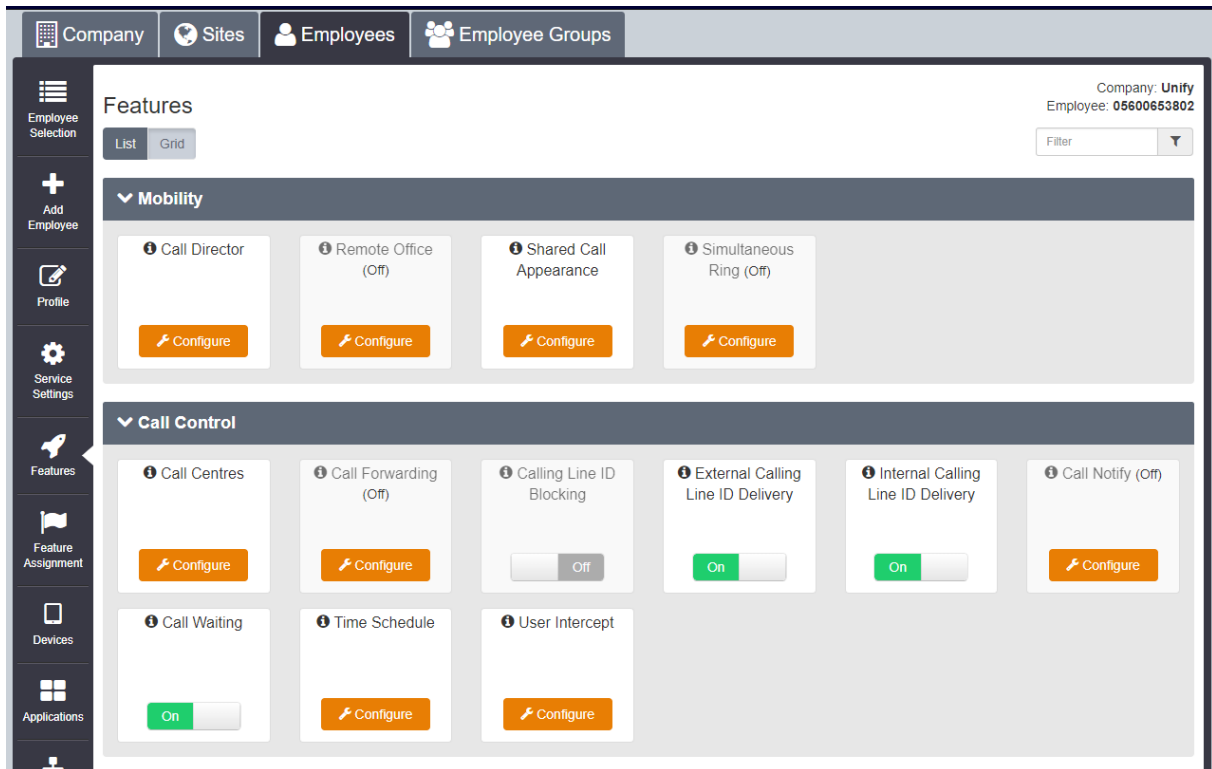 Company
Sites
Employees
Employee Groups
Employee
Selection
Add
Employee
Profile
Service
Settings
Features
Feature
Assignment
Devices
Applications
Company: Unify
Employee: 05600653802
Features
List
Grid
Filter
Mobility
Call Director
Configure
Remote Office
(Off)
Configure
Shared Call
Appearance
Configure
Simultaneous
Ring (Off)
Configure
Call Control
Call Centres
Configure
Call Forwarding
(Off)
Configure
Calling Line ID
Blocking
Off
External Calling
Line ID Delivery
On
Internal Calling
Line ID Delivery
On
Call Notify (Off)
Configure
Call Waiting
On
Time Schedule
Configure
User Intercept
Configure